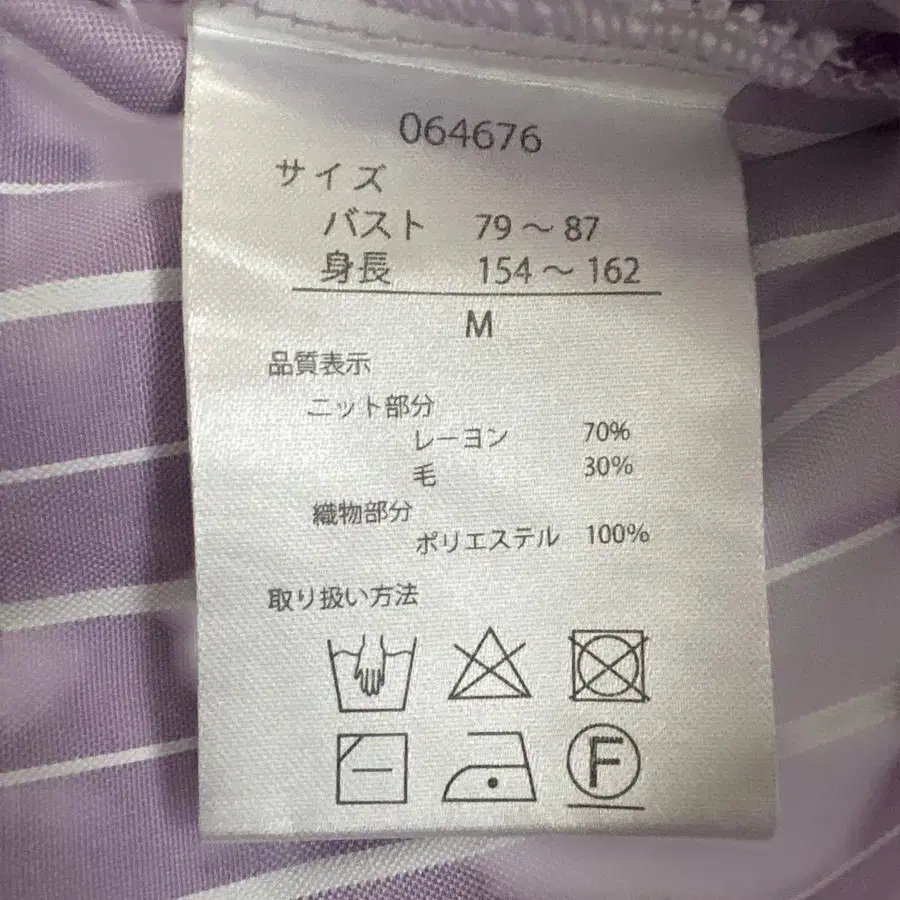 064676
サイズ
バスト 79～87
身長 154～162
M
品質表示
ニット部分
レーヨン 70%
毛 30%
織物部分
ポリエステル 100%
取り扱い方法
F